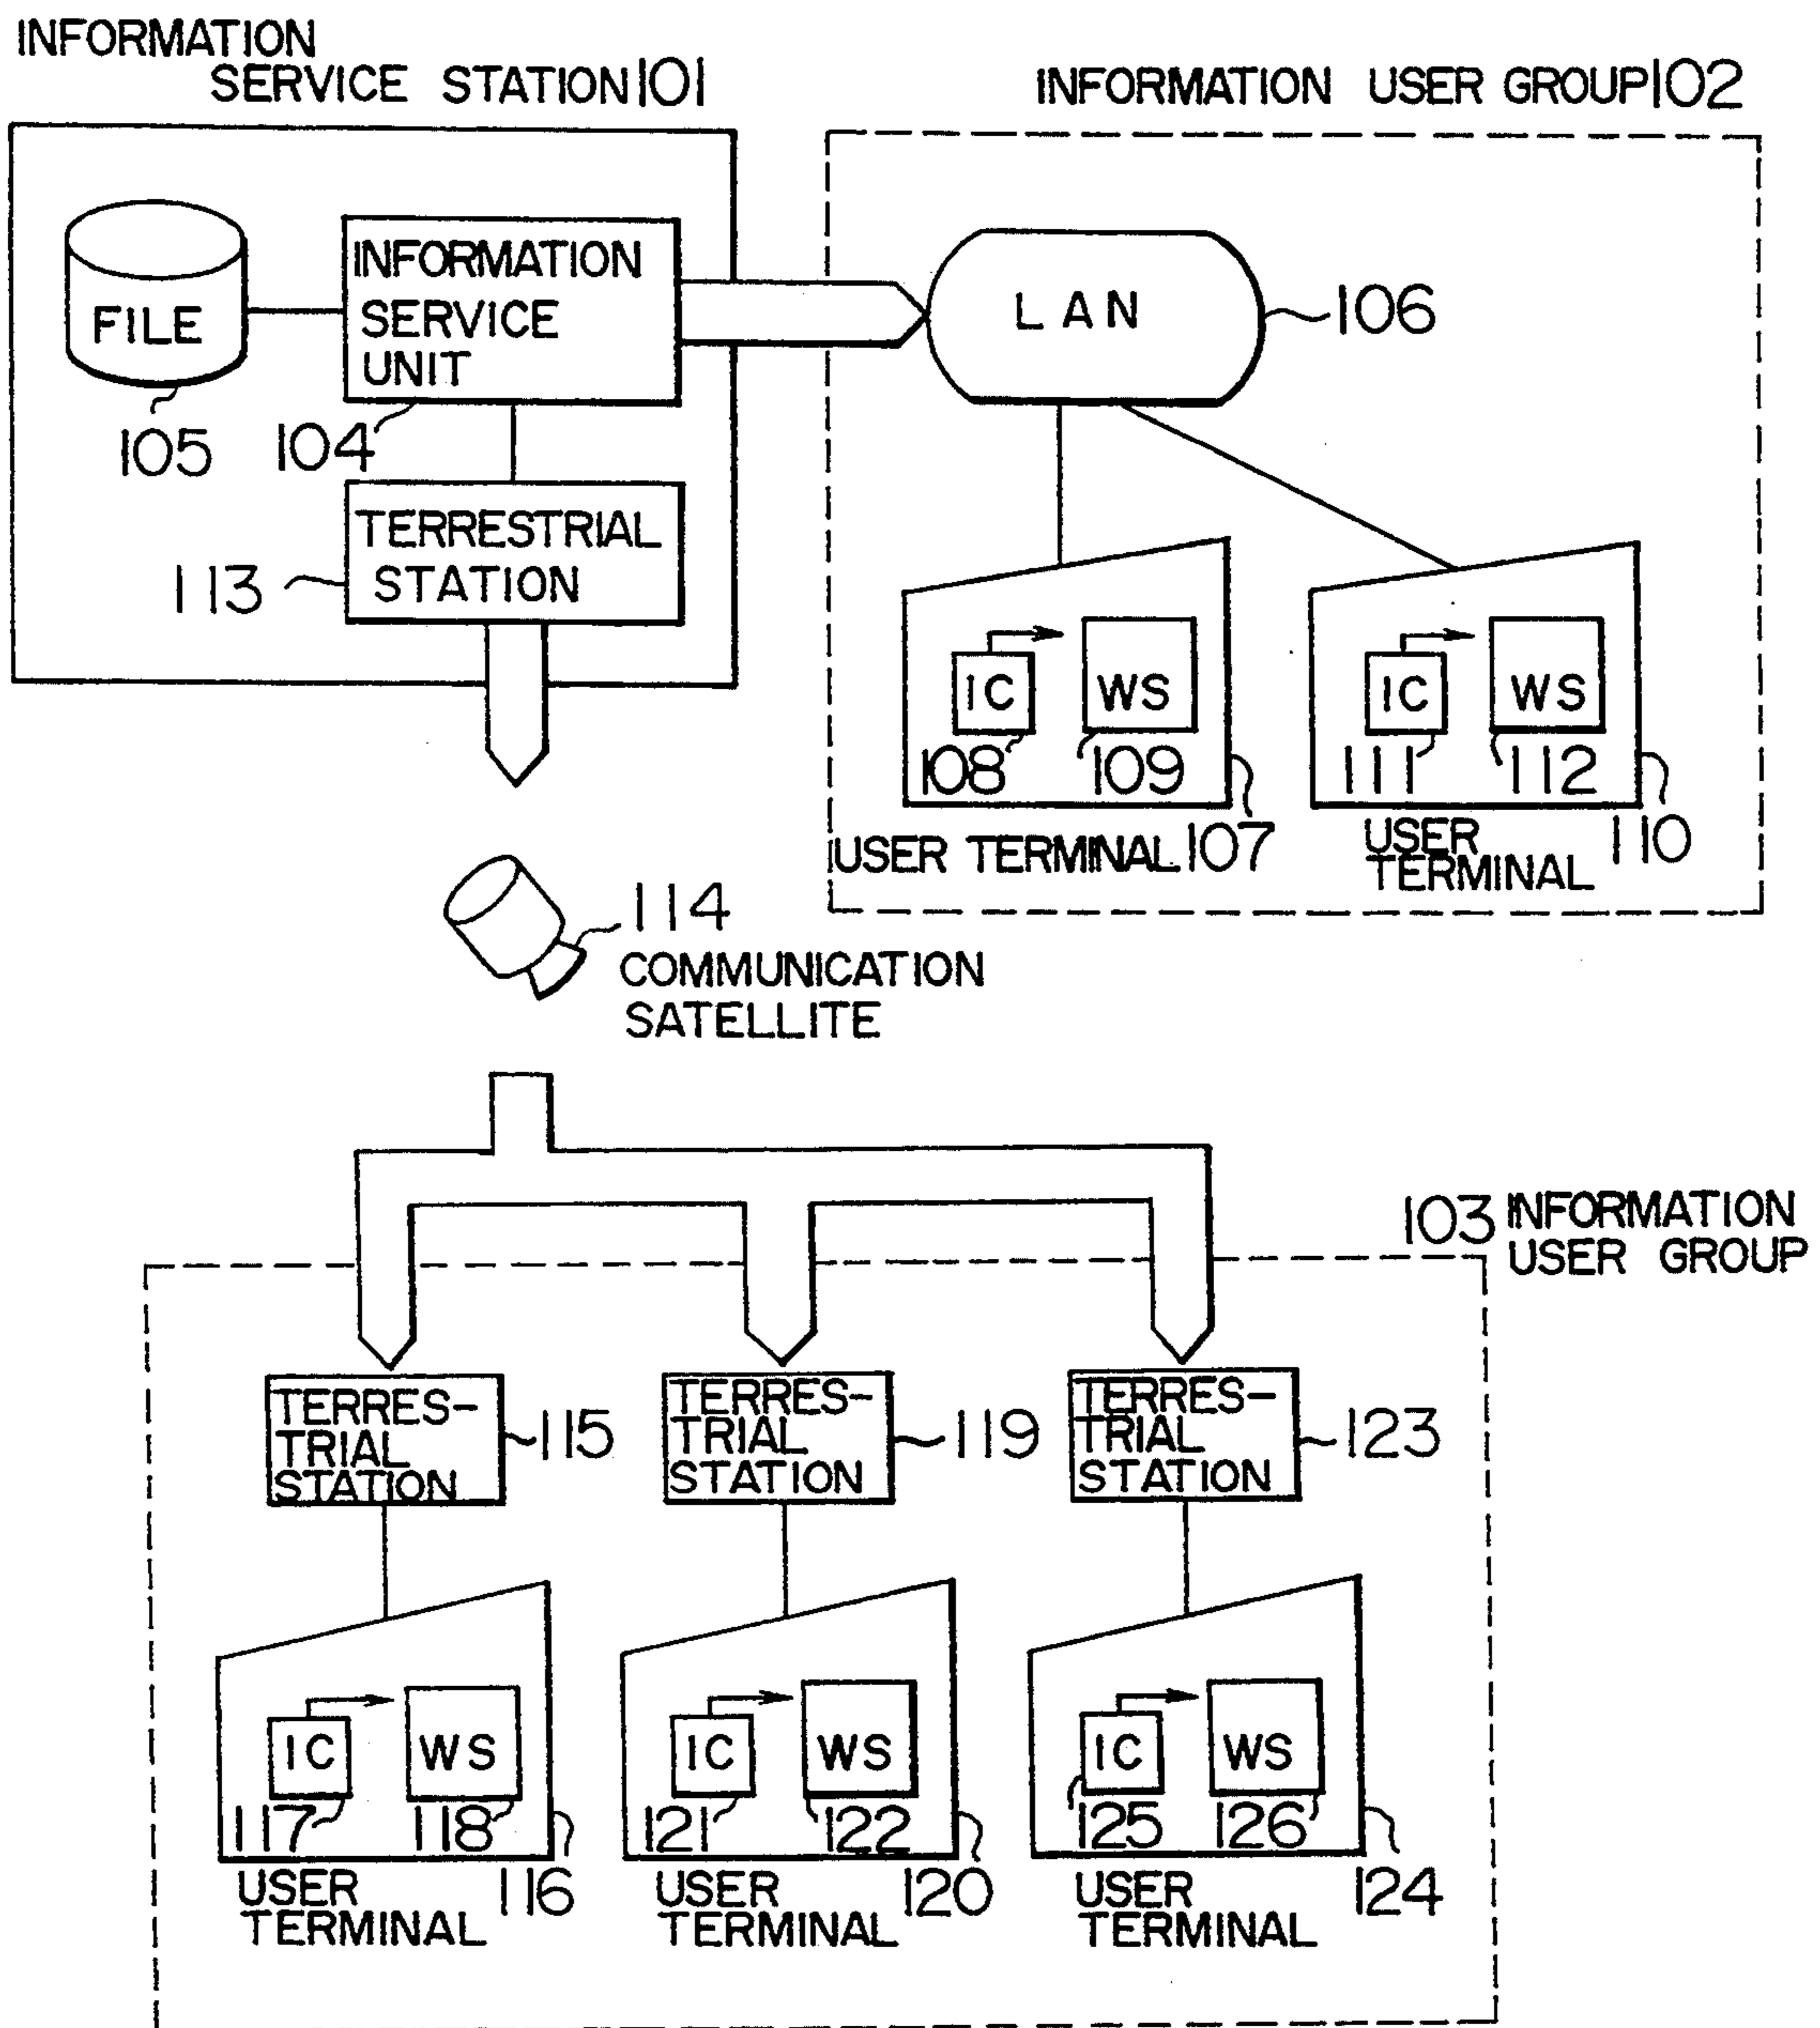 INFORMATION
SERVICE STATION 101
INFORMATION USER GROUP 102
FILE
105
INFORMATION
SERVICE
UNIT
104
LAN
106
TERRESTRIAL
STATION
113
IC
108
WS
109
USER TERMINAL 107
IC
111
WS
112
USER
TERMINAL
110
114
COMMUNICATION
SATELLITE
103 INFORMATION
USER GROUP
TERRES-
TRIAL
STATION
115
TERRES-
TRIAL
STATION
119
TERRES-
TRIAL
STATION
123
IC
117
WS
118
USER
TERMINAL
116
IC
121
WS
122
USER
TERMINAL
120
IC
125
WS
126
USER
TERMINAL
124